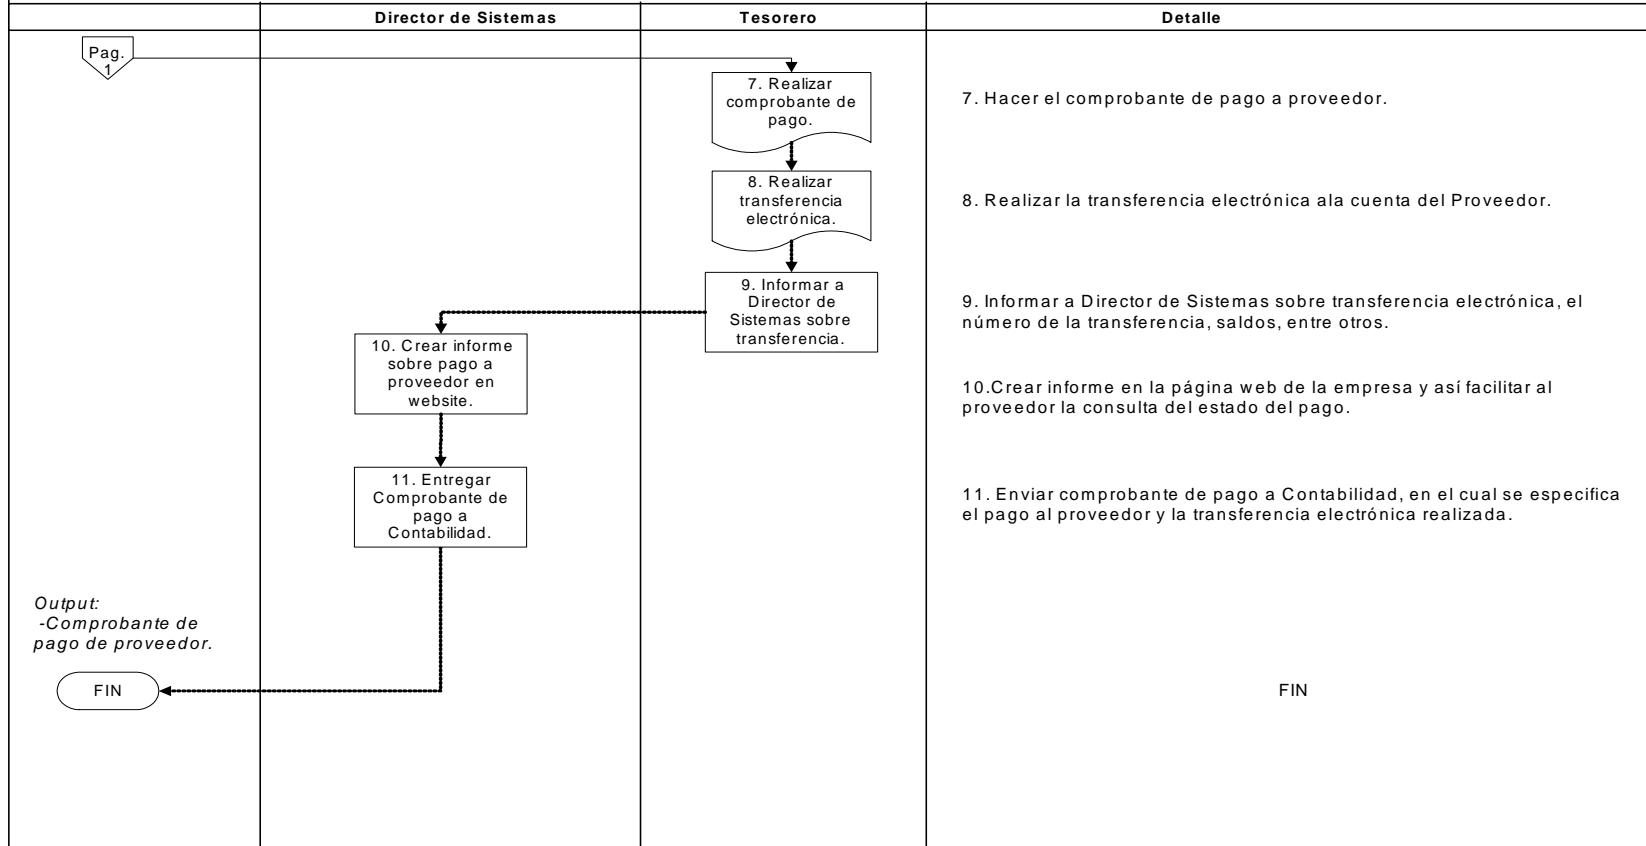 Director de Sistemas
Tesorero
Detalle
Pag.
1
7. Realizar
comprobante de
pago.
7. Hacer el comprobante de pago a proveedor.
8. Realizar
transferencia
electrónica.
8. Realizar la transferencia electrónica ala cuenta del Proveedor.
9. Informar a
Director de
Sistemas sobre
transferencia.
9. Informar a Director de Sistemas sobre transferencia electrónica, el
número de la transferencia, saldos, entre otros.
10. Crear informe
sobre pago a
proveedor en
website.
10.Crear informe en la página web de la empresa y así facilitar al
proveedor la consulta del estado del pago.
11. Entregar
Comprobante de
pago a
Contabilidad.
11. Enviar comprobante de pago a Contabilidad, en el cual se especifica
el pago al proveedor y la transferencia electrónica realizada.
Output:
-Comprobante de
pago de proveedor.
FIN
FIN